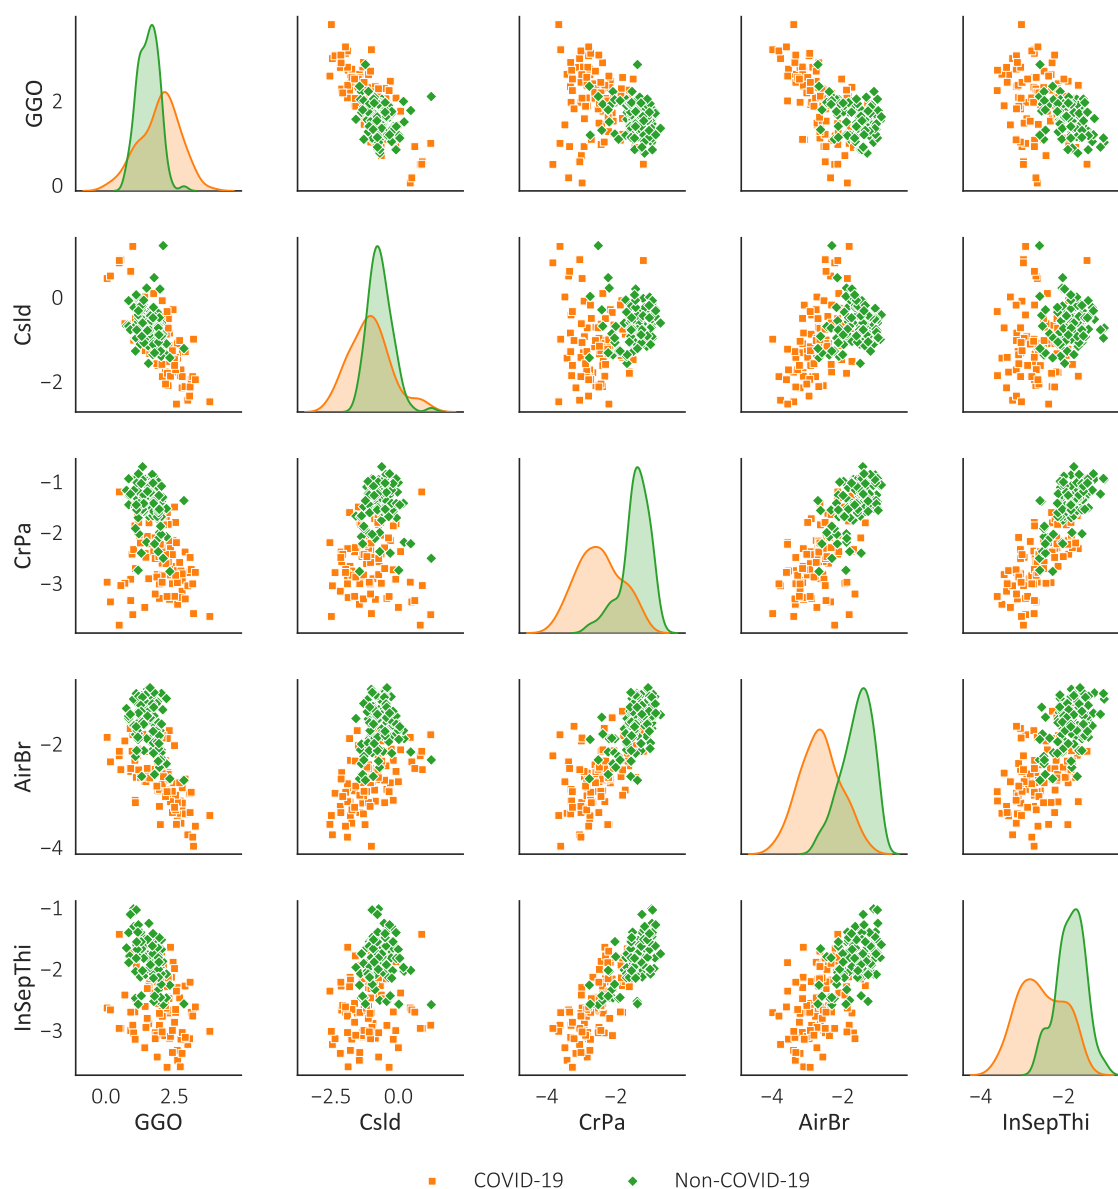 GGO
2
0
Csld
0
−2
CrPa
−1
−2
−3
AirBr
−2
−4
InSepThi
−1
−2
−3
0.0 2.5 −2.5 0.0 −4 −2 −4 −2 −4 −2
GGO Csld CrPa AirBr InSepThi
COVID-19 Non-COVID-19